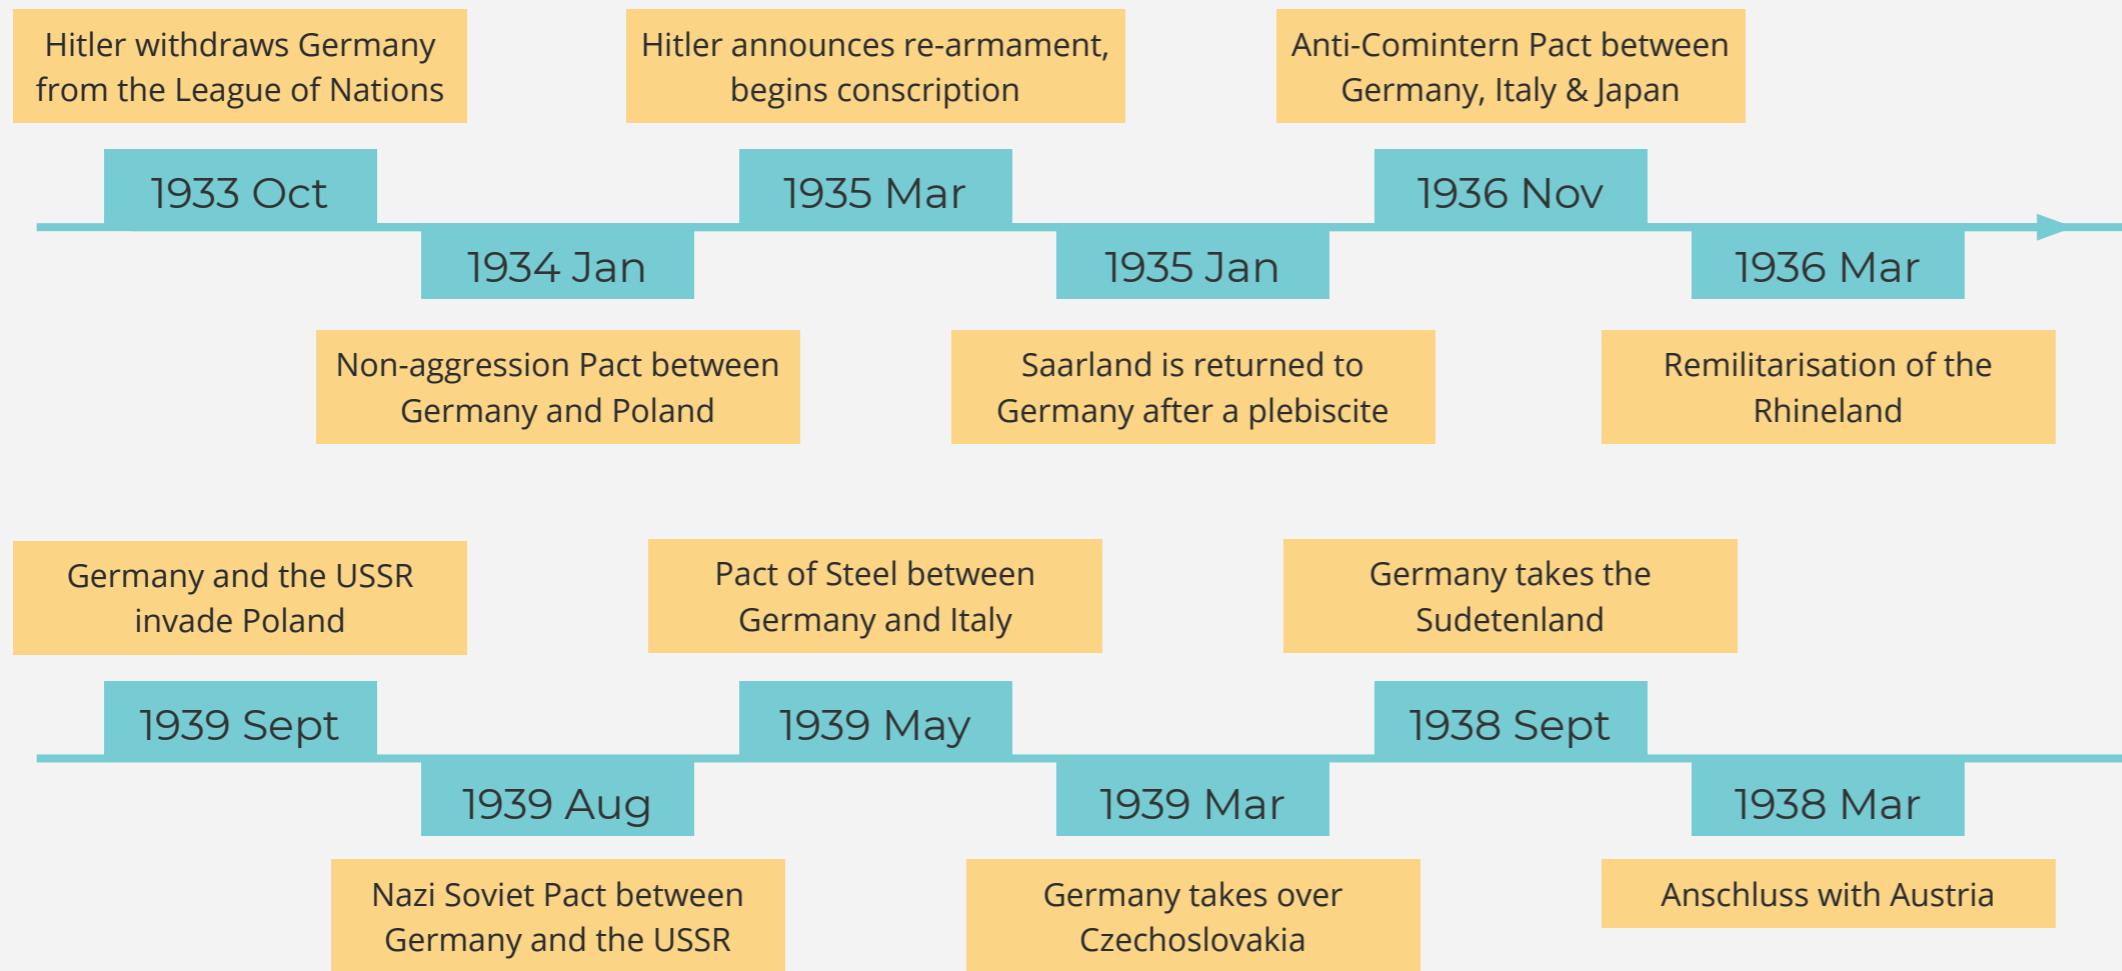 Hitler withdraws Germany
from the League of Nations
Hitler announces re-armament,
begins conscription
Anti-Comintern Pact between
Germany, Italy & Japan
1933 Oct
1935 Mar
1936 Nov
1934 Jan
1935 Jan
1936 Mar
Non-aggression Pact between
Germany and Poland
Saarland is returned to
Germany after a plebiscite
Remilitarisation of the
Rhineland
Germany and the USSR
invade Poland
Pact of Steel between
Germany and Italy
Germany takes the
Sudetenland
1939 Sept
1939 May
1938 Sept
1939 Aug
1939 Mar
1938 Mar
Nazi Soviet Pact between
Germany and the USSR
Germany takes over
Czechoslovakia
Anschluss with Austria